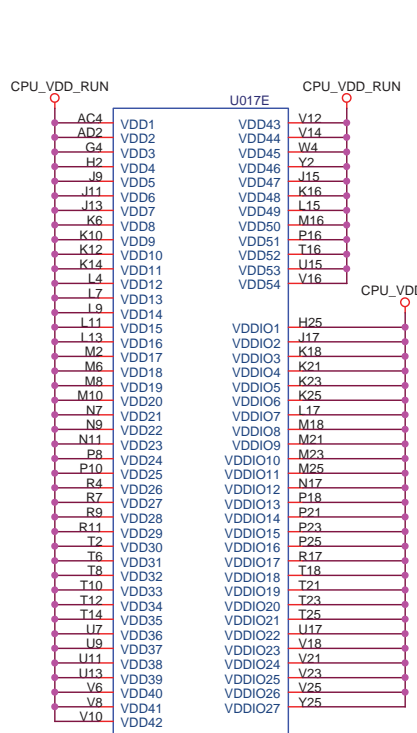 CPU_VDD_RUN CPU_VDD_RUN
U017E
AC4 VDD1 VDD43 V12
AD2 VDD2 VDD44 V14
G4 VDD3 VDD45 W4
H2 VDD4 VDD46 Y2
J9 VDD5 VDD47 J15
J11 VDD6 VDD48 K16
J13 VDD7 VDD49 L15
K6 VDD8 VDD50 M16
K10 VDD9 VDD51 P16
K12 VDD10 VDD52 T16
K14 VDD11 VDD53 U15
L4 VDD12 VDD54 V16
L7 VDD13 CPU_VDD
L9 VDD14
L11 VDD15 VDDIO1 H25
L13 VDD16 VDDIO2 J17
M2 VDD17 VDDIO3 K18
M6 VDD18 VDDIO4 K21
M8 VDD19 VDDIO5 K23
M10 VDD20 VDDIO6 K25
N7 VDD21 VDDIO7 L17
N9 VDD22 VDDIO8 M18
N11 VDD23 VDDIO9 M21
P8 VDD24 VDDIO10 M23
P10 VDD25 VDDIO11 M25
R4 VDD26 VDDIO12 N17
R7 VDD27 VDDIO13 P18
R9 VDD28 VDDIO14 P21
R11 VDD29 VDDIO15 P23
T2 VDD30 VDDIO16 P25
T6 VDD31 VDDIO17 R17
T8 VDD32 VDDIO18 T18
T10 VDD33 VDDIO19 T21
T12 VDD34 VDDIO20 T23
T14 VDD35 VDDIO21 T25
U7 VDD36 VDDIO22 U17
U9 VDD37 VDDIO23 V18
U11 VDD38 VDDIO24 V21
U13 VDD39 VDDIO25 V23
V6 VDD40 VDDIO26 V25
V8 VDD41 VDDIO27 Y25
V10 VDD42